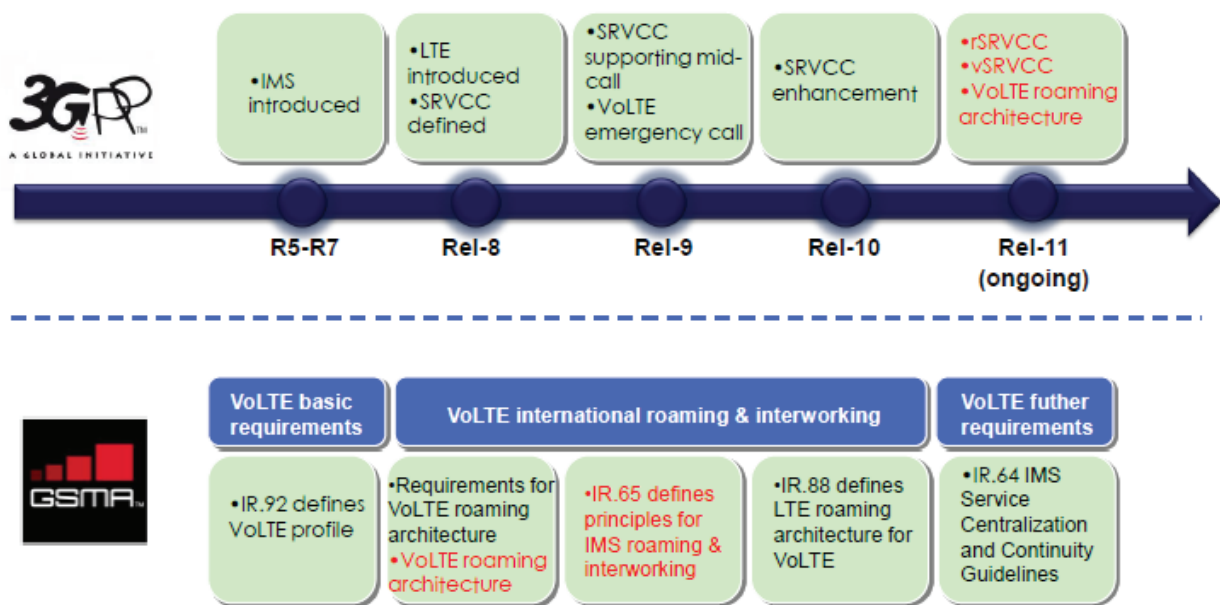 3GPP™
A GLOBAL INITIATIVE
•IMS
introduced
•LTE
introduced
•SRVCC
defined
•SRVCC
supporting mid-
call
•VoLTE
emergency call
•SRVCC
enhancement
•rSRVCC
•vSRVCC
•VoLTE roaming
architecture
R5-R7
Rel-8
Rel-9
Rel-10
Rel-11
(ongoing)
GSMA™
VoLTE basic
requirements
VoLTE international roaming & interworking
VoLTE futher
requirements
•IR.92 defines
VoLTE profile
•Requirements for
VoLTE roaming
architecture
•VoLTE roaming
architecture
•IR.65 defines
principles for
IMS roaming &
interworking
•IR.88 defines
LTE roaming
architecture for
VoLTE
•IR.64 IMS
Service
Centralization
and Continuity
Guidelines